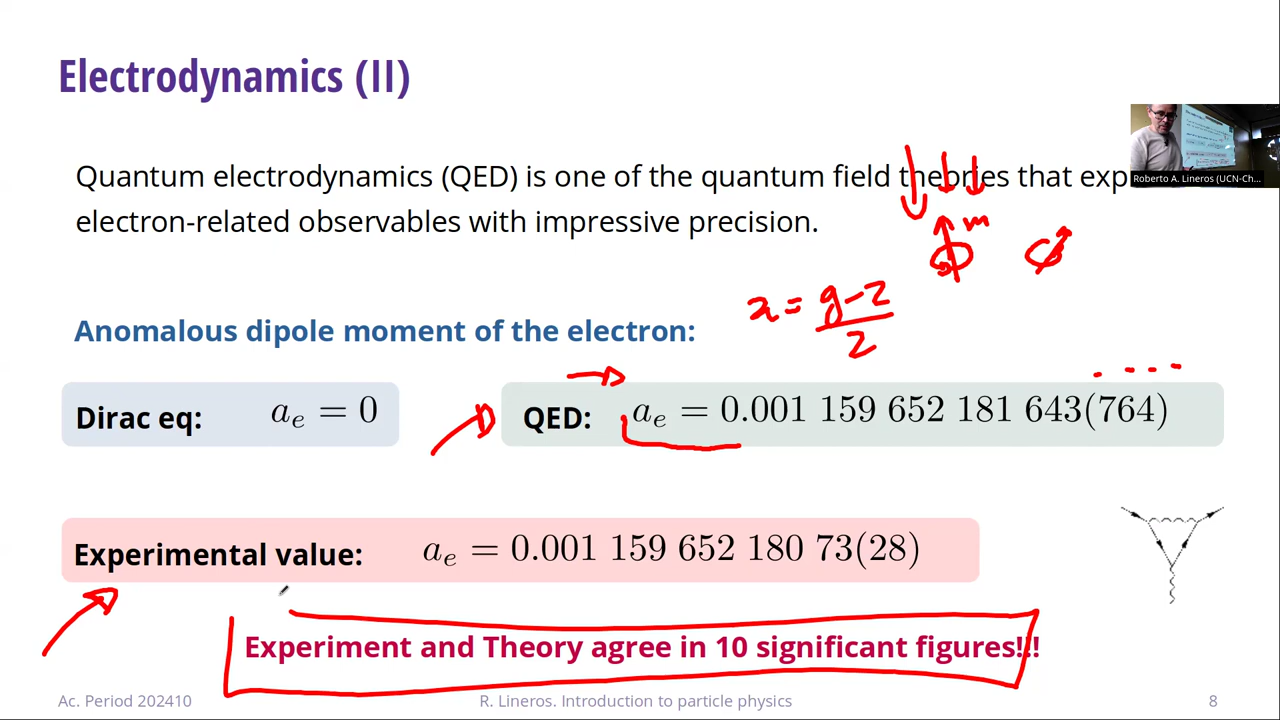 Electrodynamics (II)
Roberto A. Lineros (UCN-Ch...
Quantum electrodynamics (QED) is one of the quantum field theories that exp
electron-related observables with impressive precision.
m
Anomalous dipole moment of the electron:
= g-2
2
Dirac eq: a_e = 0
QED: a_e = 0.001 159 652 181 643(764)
Experimental value: a_e = 0.001 159 652 180 73(28)
Experiment and Theory agree in 10 significant figures!!!
Ac. Period 202410
R. Lineros. Introduction to particle physics
8